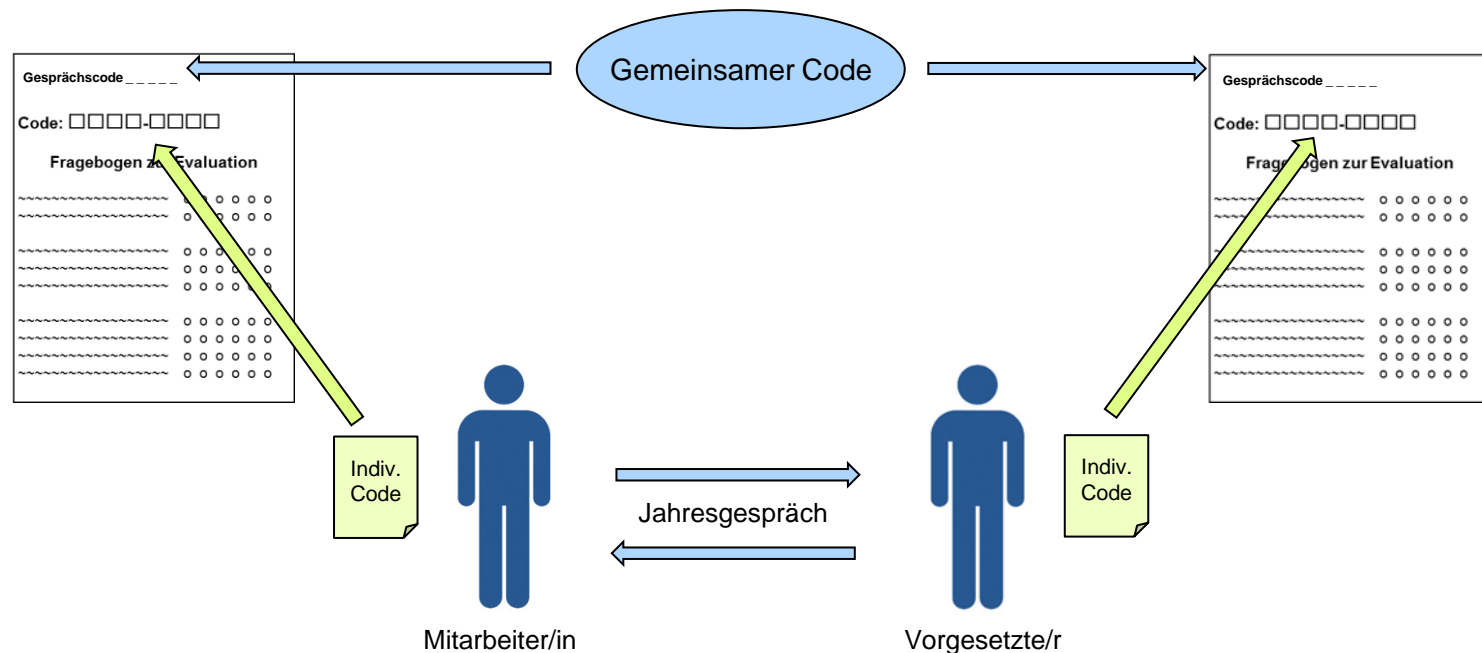 Gemeinsamer Code
Gesprächscode _ _ _ _ _
Code: □□□□-□□□□
Fragebogen zur Evaluation
Gesprächscode _ _ _ _ _
Code: □□□□-□□□□
Fragebogen zur Evaluation
Indiv.
Code
Jahresgespräch
Indiv.
Code
Mitarbeiter/in
Vorgesetzte/r